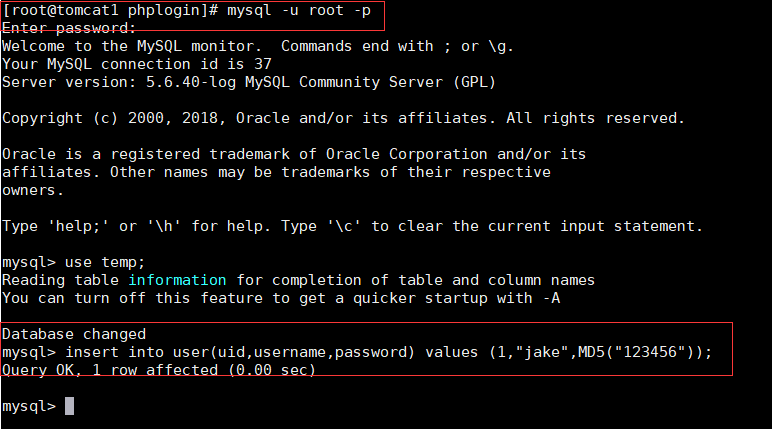 [root@tomcat1 phplogin]# mysql -u root -p
Enter password:
Welcome to the MySQL monitor.  Commands end with ; or \g.
Your MySQL connection id is 37
Server version: 5.6.40-log MySQL Community Server (GPL)
Copyright (c) 2000, 2018, Oracle and/or its affiliates. All rights reserved.
Oracle is a registered trademark of Oracle Corporation and/or its
affiliates. Other names may be trademarks of their respective
owners.
Type 'help;' or '\h' for help. Type '\c' to clear the current input statement.
mysql> use temp;
Reading table information for completion of table and column names
You can turn off this feature to get a quicker startup with -A
Database changed
mysql> insert into user(uid,username,password) values (1,"jake",MD5("123456"));
Query OK, 1 row affected (0.00 sec)
mysql>